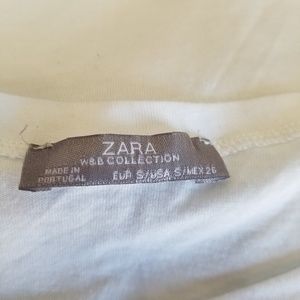 ZARA
W&B COLLECTION
MADE IN
PORTUGAL
EUR S/USA S/MEX 26